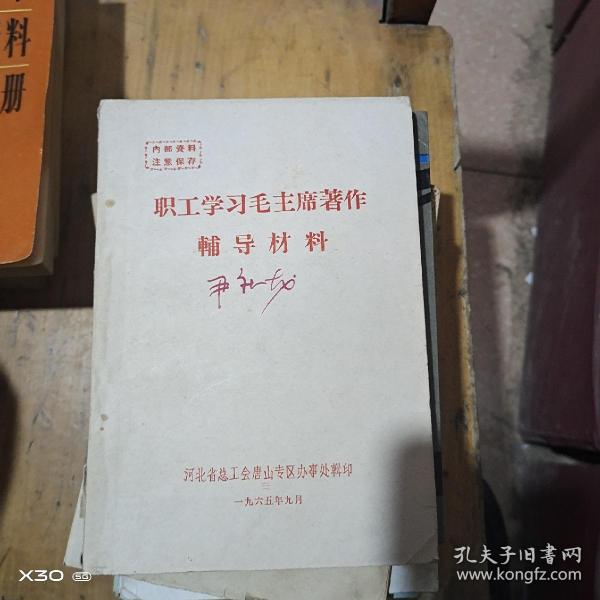 料
册
内部资料
注意保存
职工学习毛主席著作
輔导材料
河北省总工会唐山专区办事处翻印
一九六五年九月
X30 5G
孔夫子旧书网
www.kongfz.com